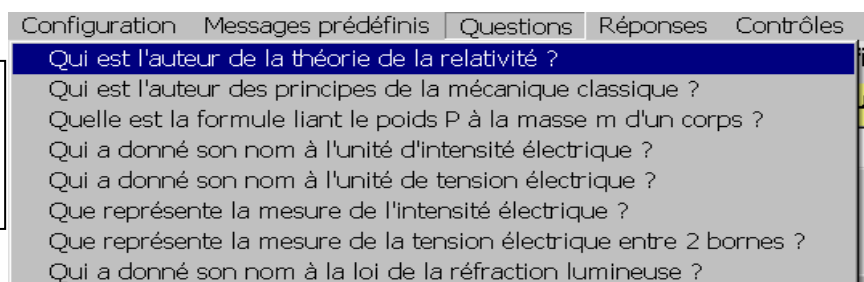 Configuration Messages prédéfinis Questions Réponses Contrôles
Qui est l'auteur de la théorie de la relativité ?
Qui est l'auteur des principes de la mécanique classique ?
Quelle est la formule liant le poids P à la masse m d'un corps ?
Qui a donné son nom à l'unité d'intensité électrique ?
Qui a donné son nom à l'unité de tension électrique ?
Que représente la mesure de l'intensité électrique ?
Que représente la mesure de la tension électrique entre 2 bornes ?
Qui a donné son nom à la loi de la réfraction lumineuse ?